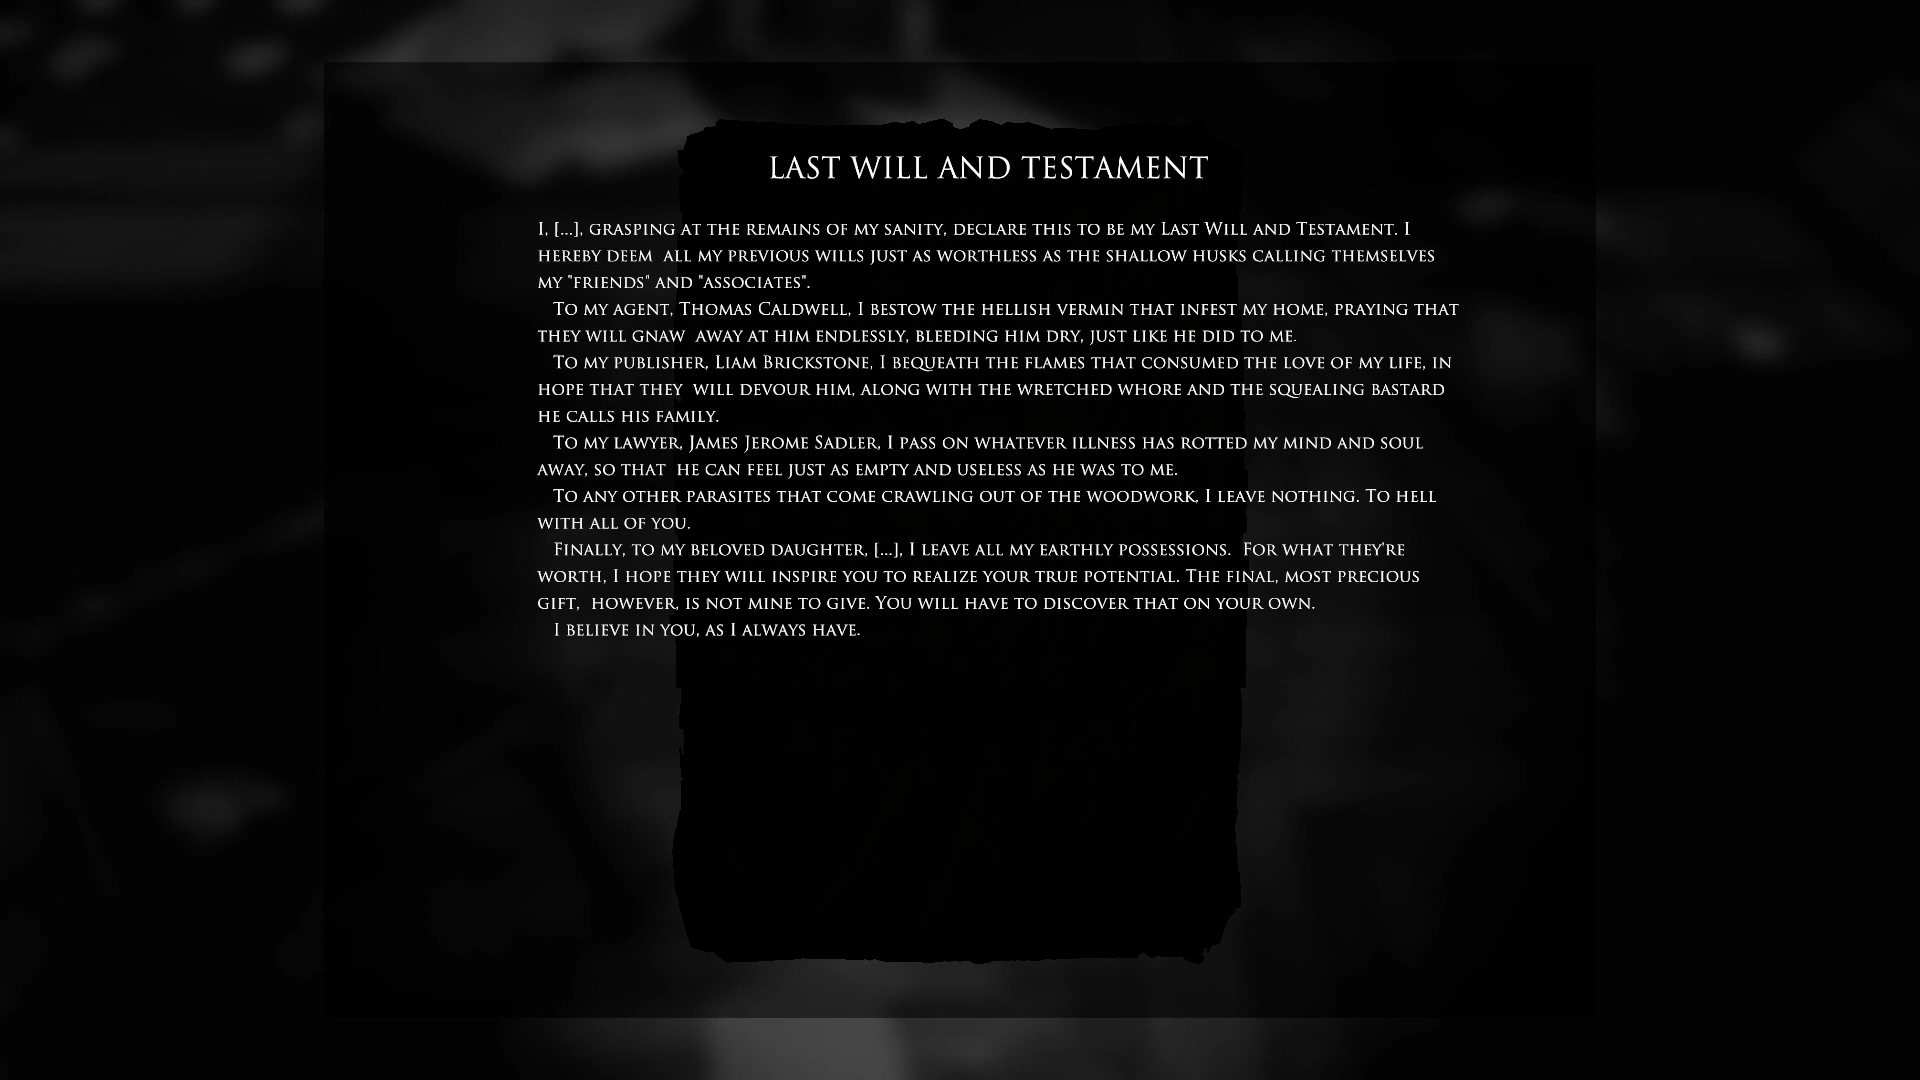 LAST WILL AND TESTAMENT
I, [...], GRASPING AT THE REMAINS OF MY SANITY, DECLARE THIS TO BE MY LAST WILL AND TESTAMENT. I
HEREBY DEEM ALL MY PREVIOUS WILLS JUST AS WORTHLESS AS THE SHALLOW HUSKS CALLING THEMSELVES
MY "FRIENDS" AND "ASSOCIATES".
TO MY AGENT, THOMAS CALDWELL, I BESTOW THE HELLISH VERMIN THAT INFEST MY HOME, PRAYING THAT
THEY WILL GNAW AWAY AT HIM ENDLESSLY, BLEEDING HIM DRY, JUST LIKE HE DID TO ME.
TO MY PUBLISHER, LIAM BRICKSTONE, I BEQUEATH THE FLAMES THAT CONSUMED THE LOVE OF MY LIFE, IN
HOPE THAT THEY WILL DEVOUR HIM, ALONG WITH THE WRETCHED WHORE AND THE SQUEALING BASTARD
HE CALLS HIS FAMILY.
TO MY LAWYER, JAMES JEROME SADLER, I PASS ON WHATEVER ILLNESS HAS ROTTED MY MIND AND SOUL
AWAY, SO THAT HE CAN FEEL JUST AS EMPTY AND USELESS AS HE WAS TO ME.
TO ANY OTHER PARASITES THAT COME CRAWLING OUT OF THE WOODWORK, I LEAVE NOTHING. TO HELL
WITH ALL OF YOU.
FINALLY, TO MY BELOVED DAUGHTER, [...], I LEAVE ALL MY EARTHLY POSSESSIONS. FOR WHAT THEY'RE
WORTH, I HOPE THEY WILL INSPIRE YOU TO REALIZE YOUR TRUE POTENTIAL. THE FINAL, MOST PRECIOUS
GIFT, HOWEVER, IS NOT MINE TO GIVE. YOU WILL HAVE TO DISCOVER THAT ON YOUR OWN.
I BELIEVE IN YOU, AS I ALWAYS HAVE.